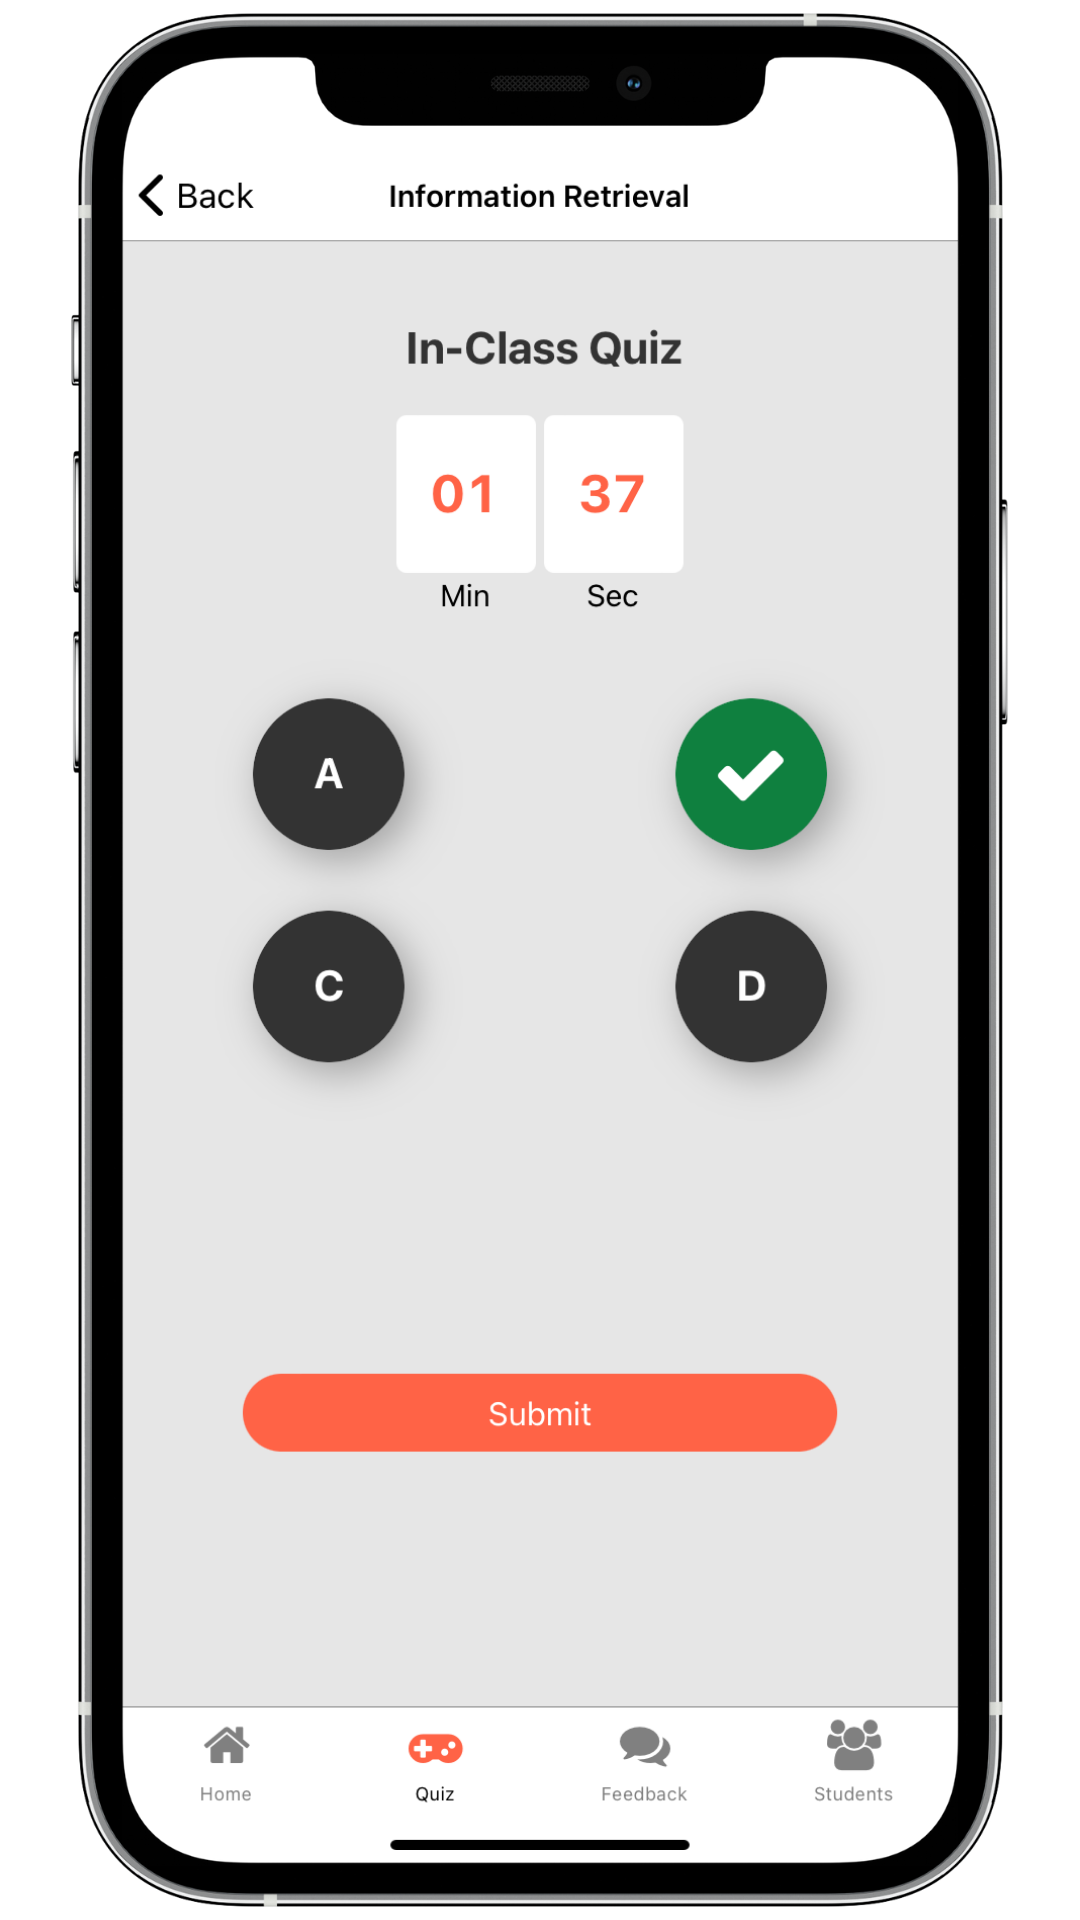 Back
Information Retrieval
In-Class Quiz
01 37
Min Sec
A
C D
Submit
Home Quiz Feedback Students